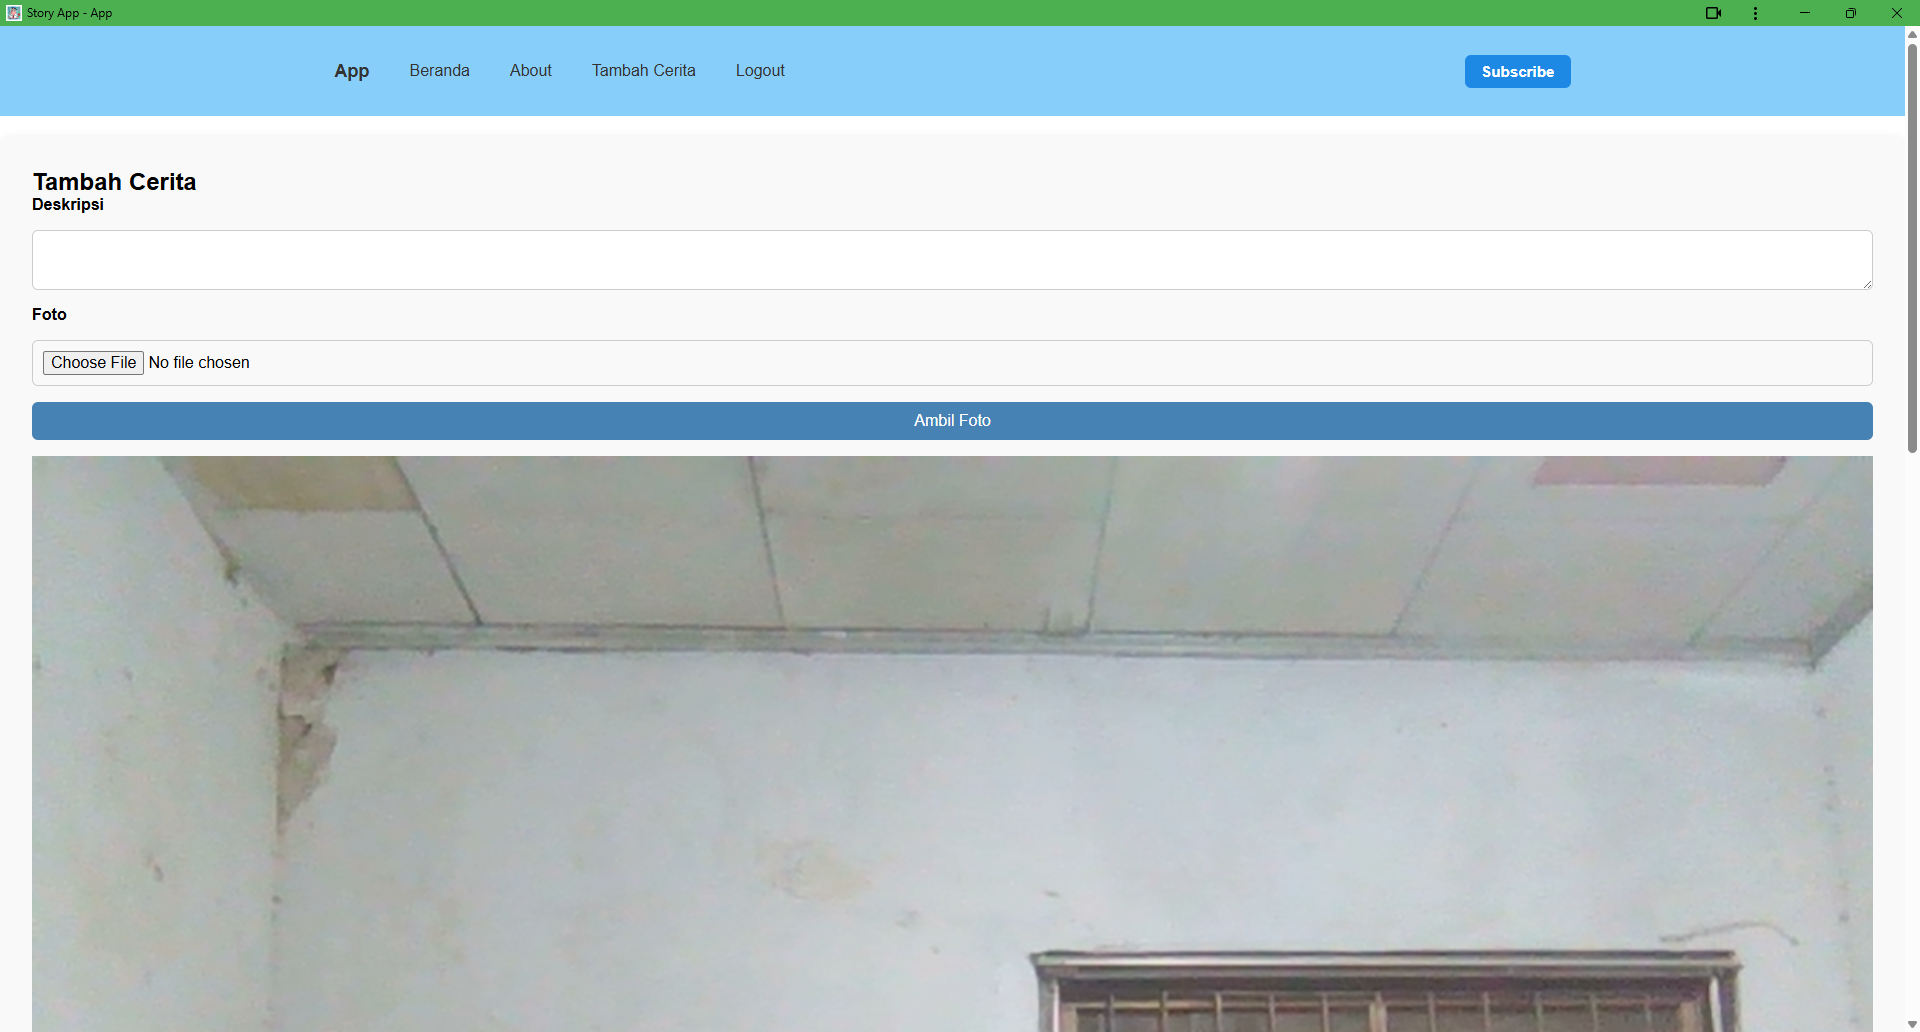 Story App - App
App Beranda About Tambah Cerita Logout Subscribe
Tambah Cerita
Deskripsi
Foto
Choose File No file chosen
Ambil Foto